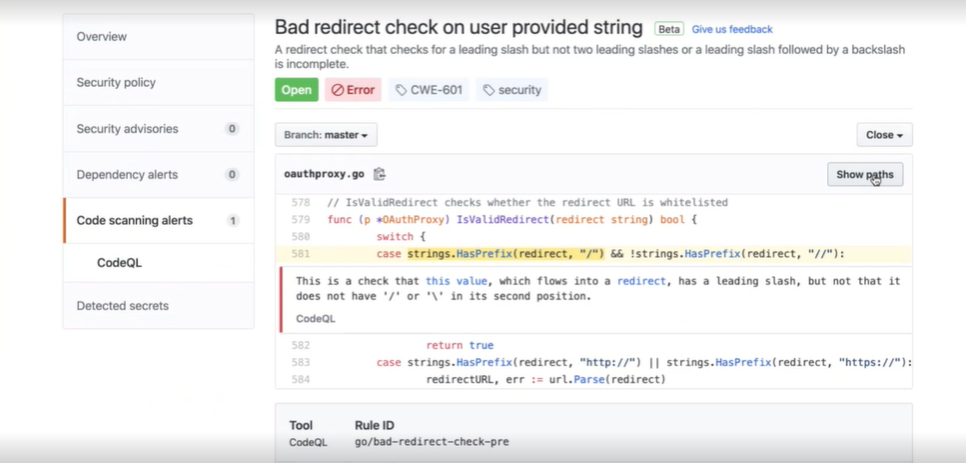 Overview
Security policy
Security advisories 0
Dependency alerts 0
Code scanning alerts 1
CodeQL
Detected secrets
Bad redirect check on user provided string Beta Give us feedback
A redirect check that checks for a leading slash but not two leading slashes or a leading slash followed by a backslash
is incomplete.
Open Error CWE-601 security
Branch: master Close
oauthproxy.go Show paths
578 // IsValidRedirect checks whether the redirect URL is whitelisted
579 func (p *OAuthProxy) IsValidRedirect(redirect string) bool {
580 switch {
581 case strings.HasPrefix(redirect, "/") && !strings.HasPrefix(redirect, "//"):
This is a check that this value, which flows into a redirect, has a leading slash, but not that it
does not have '/' or '\' in its second position.
CodeQL
582 return true
583 case strings.HasPrefix(redirect, "http://") || strings.HasPrefix(redirect, "https://"):
584 redirectURL, err := url.Parse(redirect)
Tool Rule ID
CodeQL go/bad-redirect-check-pre